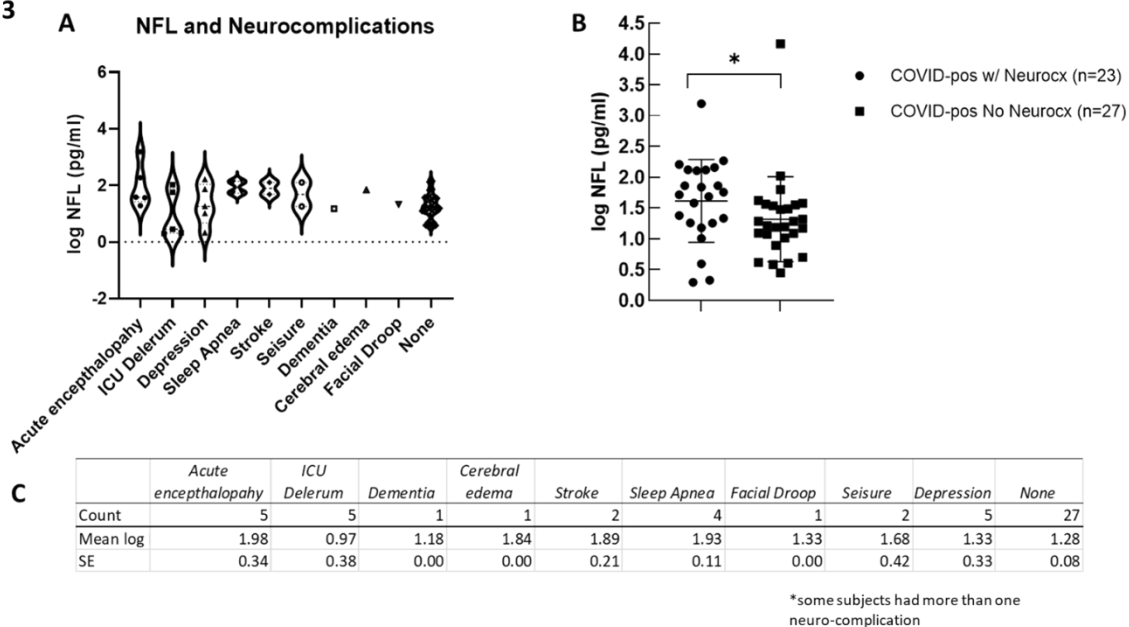 3
A
NFL and Neurocomplications
log NFL (pg/ml)
6
4
2
0
-2
Acute encepthalopahy
ICU Delerum
Depression
Sleep Apnea
Stroke
Seisure
Dementia
Cerebral edema
Facial Droop
None
B
log NFL (pg/ml)
4.5
4.0
3.5
3.0
2.5
2.0
1.5
1.0
0.5
0.0
*
COVID-pos w/ Neurocx (n=23)
COVID-pos No Neurocx (n=27)
C
Acute ICU Cerebral
encepthalopahy Delerum Dementia edema Stroke Sleep Apnea Facial Droop Seisure Depression None
Count 5 5 1 1 2 4 1 2 5 27
Mean log 1.98 0.97 1.18 1.84 1.89 1.93 1.33 1.68 1.33 1.28
SE 0.34 0.38 0.00 0.00 0.21 0.11 0.00 0.42 0.33 0.08
*some subjects had more than one
neuro-complication